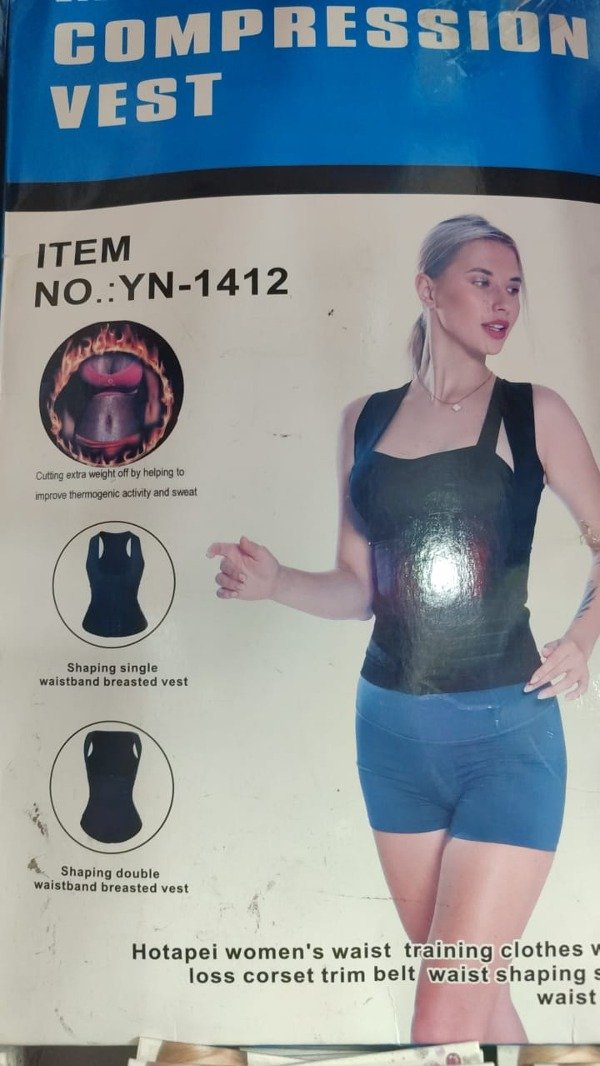 COMPRESSION
VEST
ITEM
NO.:YN-1412
Cutting extra weight off by helping to
improve thermogenic activity and sweat
Shaping single
waistband breasted vest
Shaping double
waistband breasted vest
Hotapei women's waist training clothes
loss corset trim belt waist shaping
waist